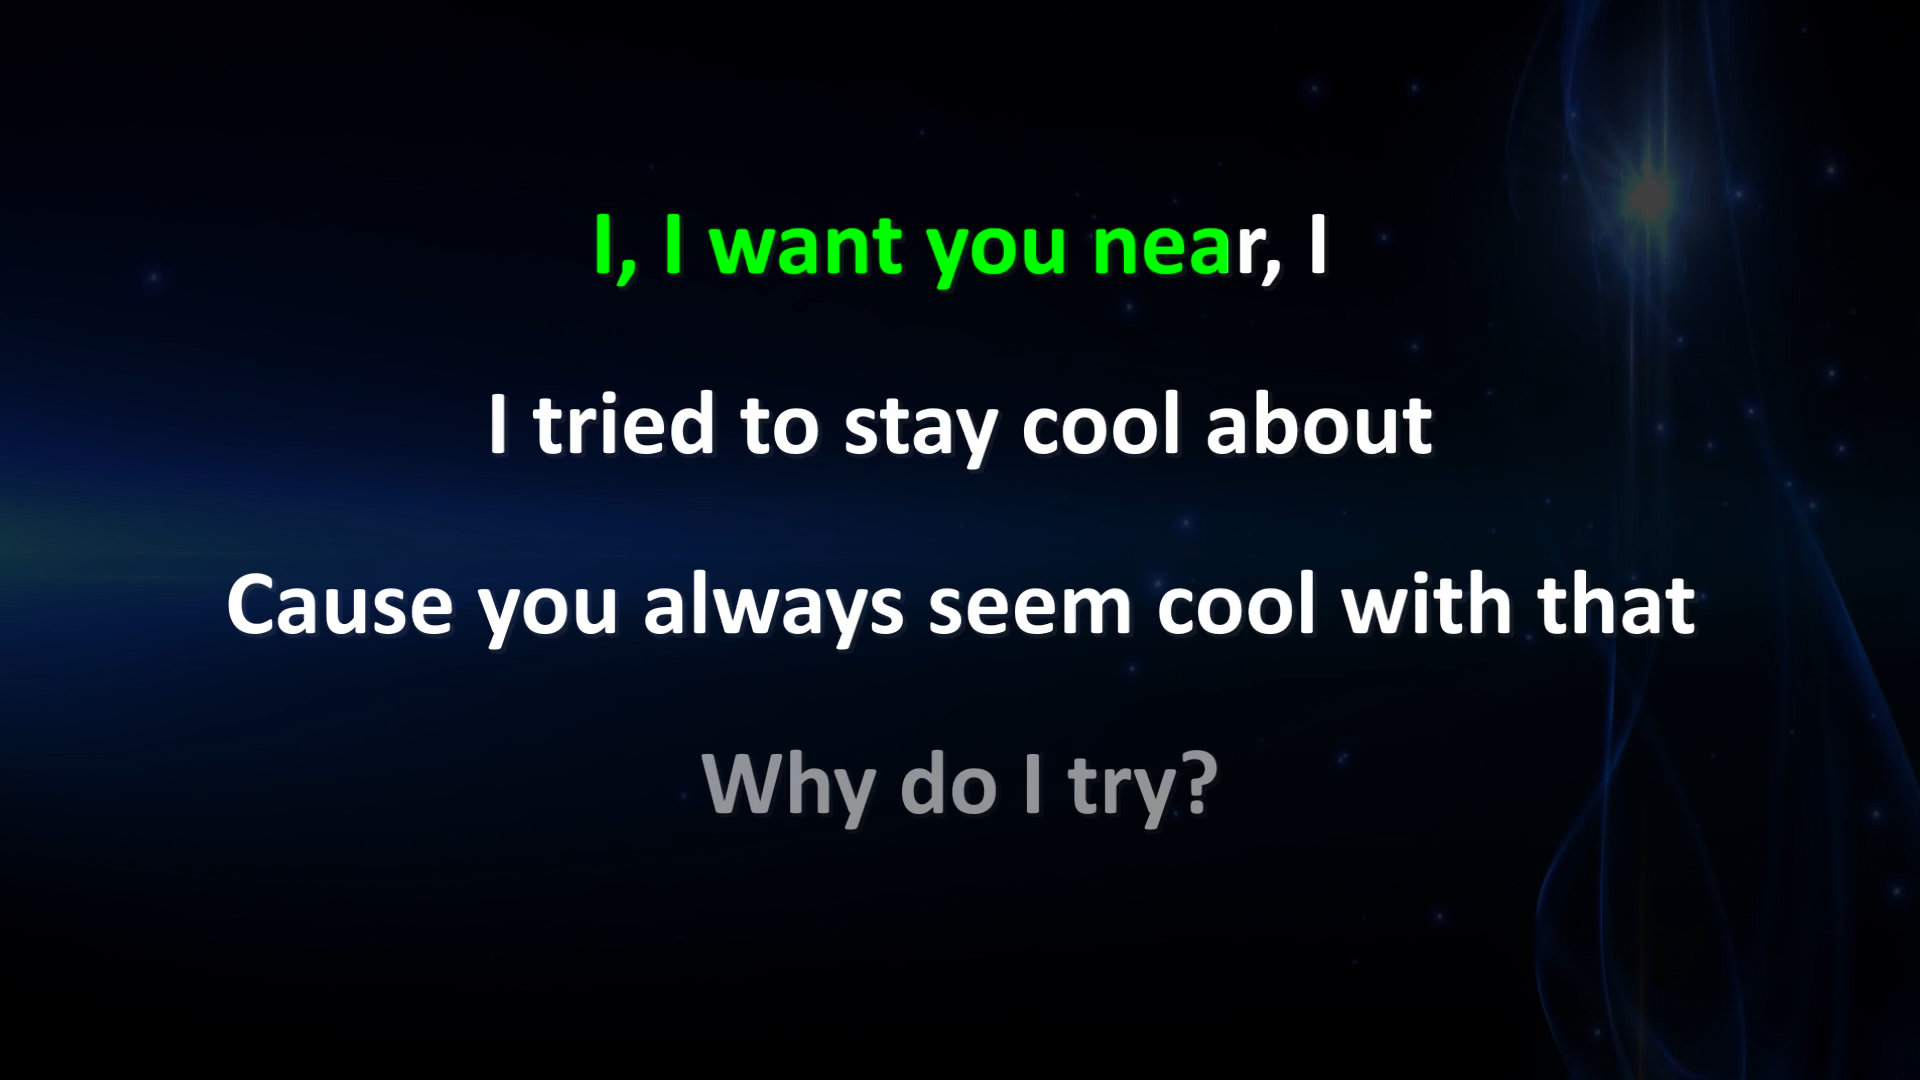 I, I want you near, I
I tried to stay cool about
Cause you always seem cool with that
Why do I try?